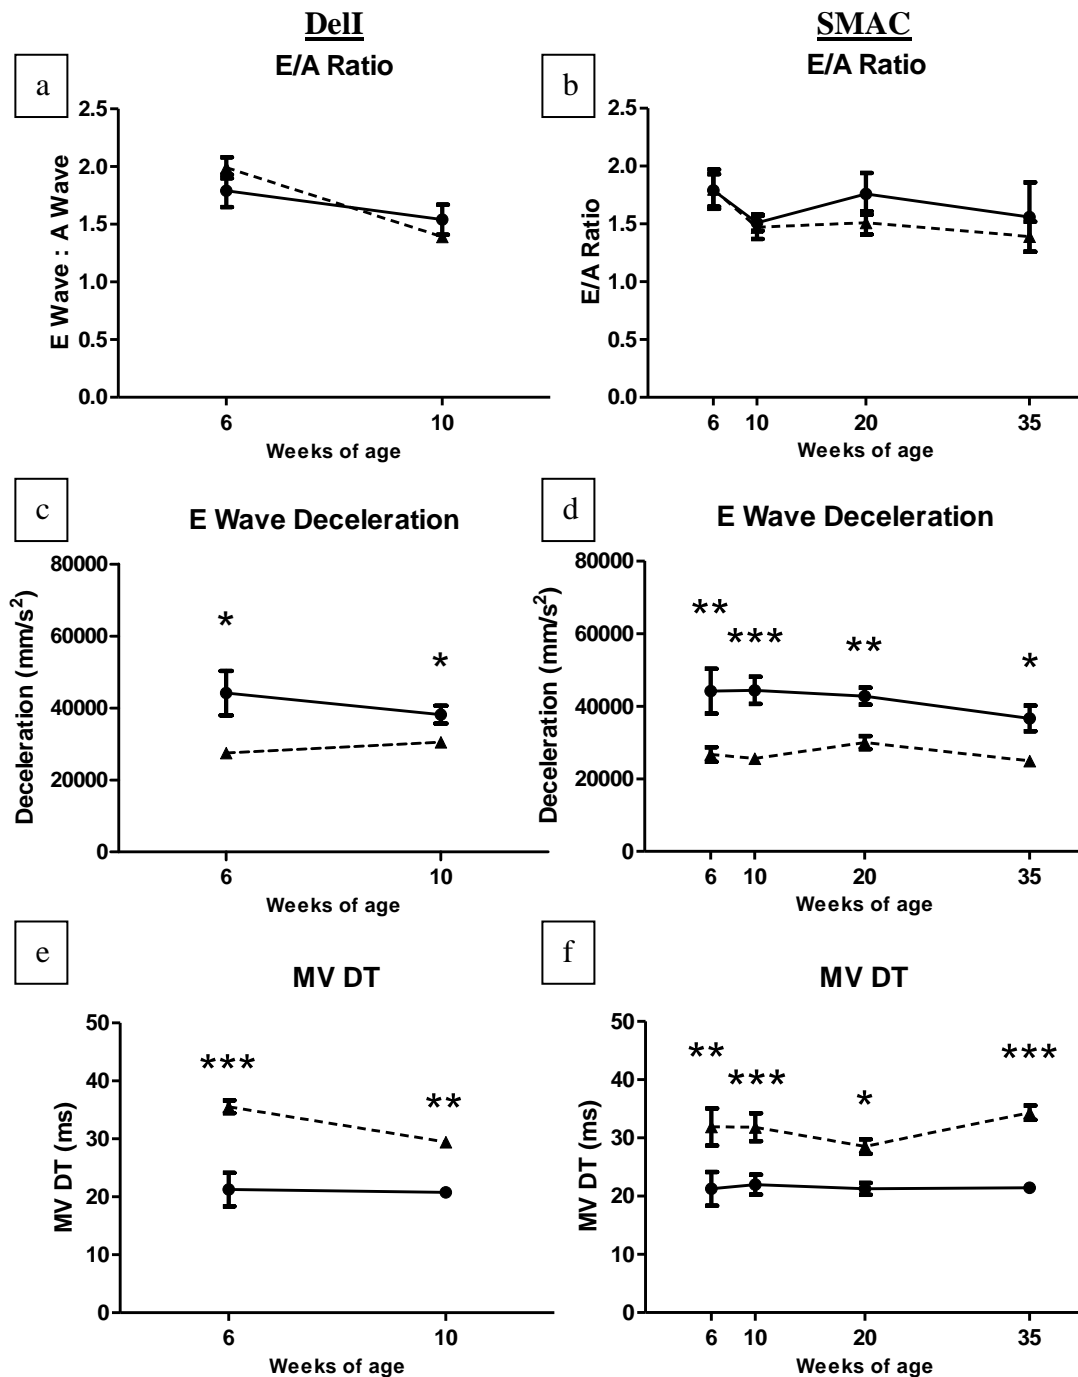 DelI
SMAC
a
E/A Ratio
b
E/A Ratio
E Wave : A Wave
2.5
2.0
1.5
1.0
0.5
0.0
6
10
Weeks of age
E/A Ratio
2.5
2.0
1.5
1.0
0.5
0.0
6
10
20
35
Weeks of age
c
E Wave Deceleration
d
E Wave Deceleration
Deceleration (mm/s²)
80000
60000
40000
20000
0
*
*
6
10
Weeks of age
Deceleration (mm/s²)
80000
60000
40000
20000
0
**
***
**
*
6
10
20
35
Weeks of age
e
MV DT
f
MV DT
MV DT (ms)
50
40
30
20
10
0
***
**
6
10
Weeks of age
MV DT (ms)
50
40
30
20
10
0
**
***
*
***
6
10
20
35
Weeks of age